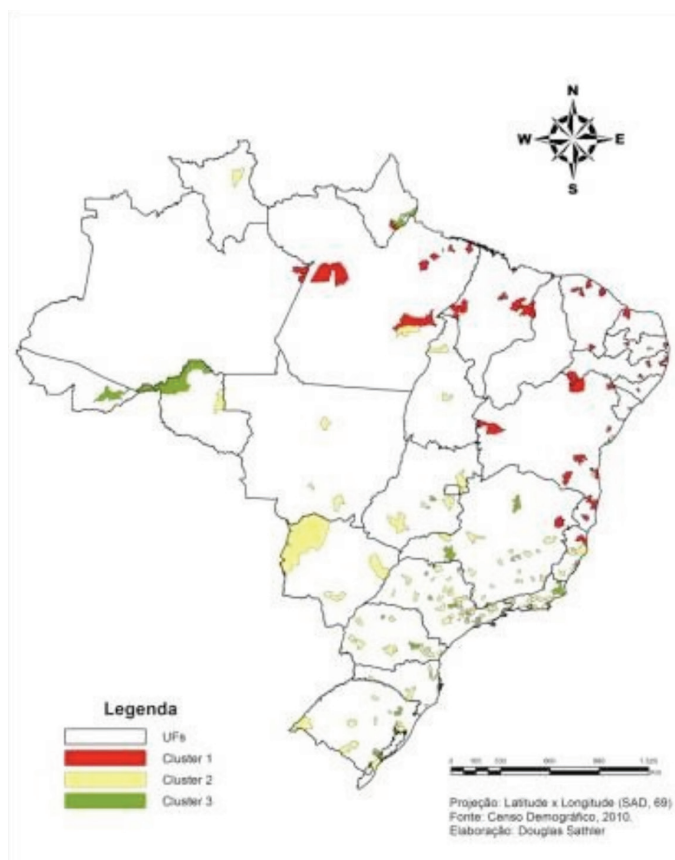 N
W E
S
Legenda
UFs
Cluster 1
Cluster 2
Cluster 3
Projeção: Latitude x Longitude (SAD, 69)
Fonte: Censo Demográfico, 2010.
Elaboração: Douglas Sathler